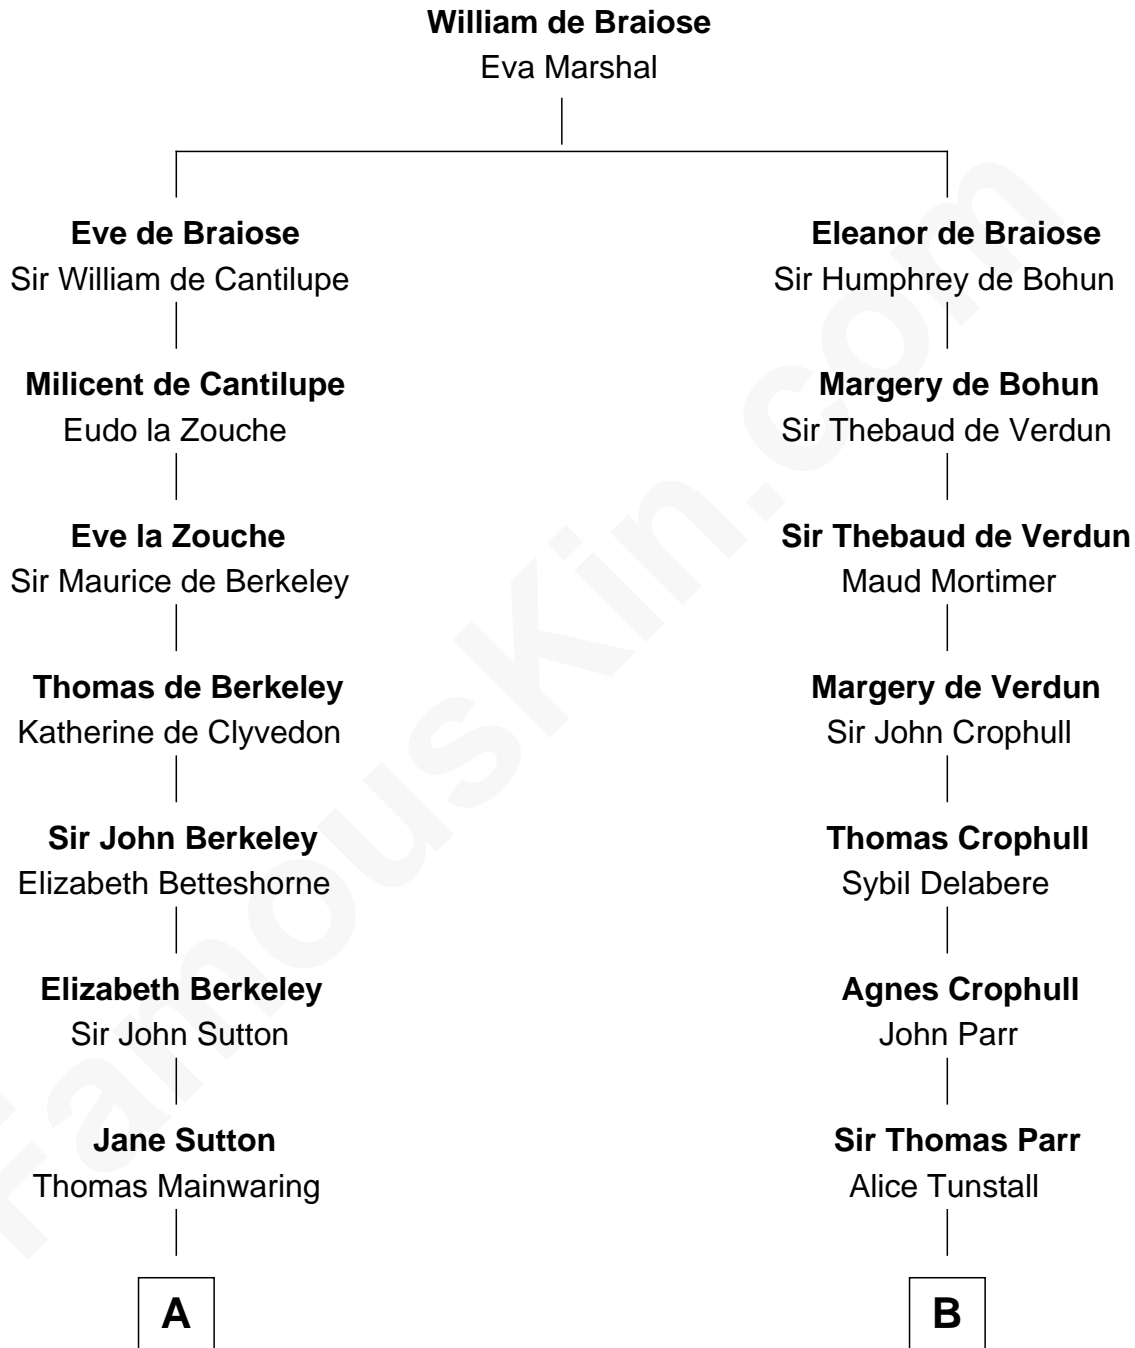 William de Braiose
Eva Marshal
Eve de Braiose
Sir William de Cantilupe
Eleanor de Braiose
Sir Humphrey de Bohun
Milicent de Cantilupe
Eudo la Zouche
Margery de Bohun
Sir Thebaud de Verdun
Eve la Zouche
Sir Maurice de Berkeley
Sir Thebaud de Verdun
Maud Mortimer
Thomas de Berkeley
Katherine de Clyvedon
Margery de Verdun
Sir John Crophull
Sir John Berkeley
Elizabeth Betteshorne
Thomas Crophull
Sybil Delabere
Elizabeth Berkeley
Sir John Sutton
Agnes Crophull
John Parr
Jane Sutton
Thomas Mainwaring
Sir Thomas Parr
Alice Tunstall
A
B
FamousKin.com